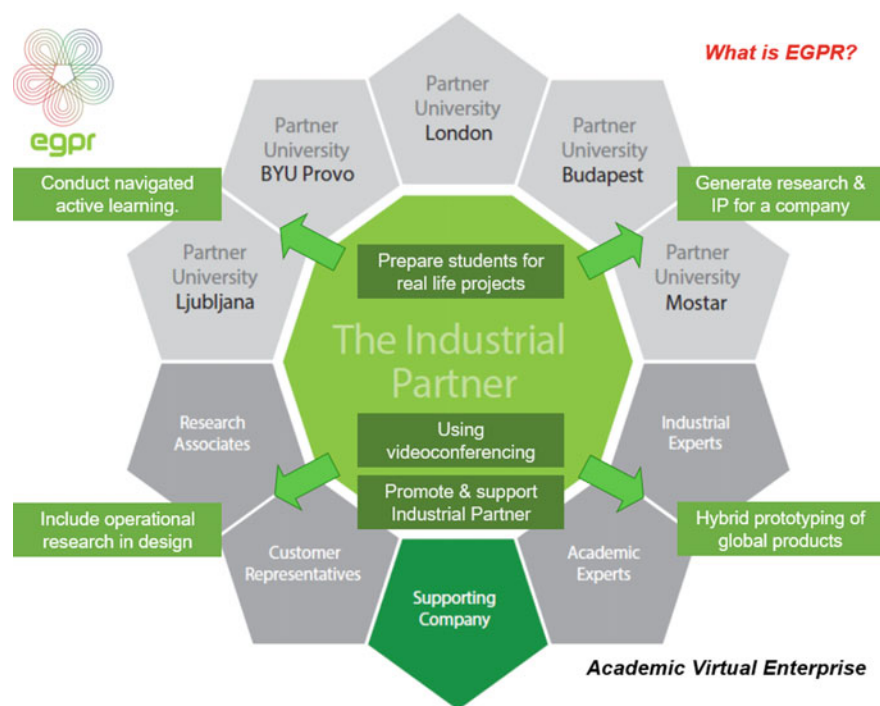 What is EGPR?
egpr
Partner
University
London
Partner
University
BYU Provo
Partner
University
Budapest
Conduct navigated
active learning.
Generate research &
IP for a company
Partner
University
Ljubljana
Prepare students for
real life projects
Partner
University
Mostar
The Industrial
Partner
Research
Associates
Using
videoconferencing
Industrial
Experts
Promote & support
Industrial Partner
Include operational
research in design
Hybrid prototyping of
global products
Customer
Representatives
Academic
Experts
Supporting
Company
Academic Virtual Enterprise